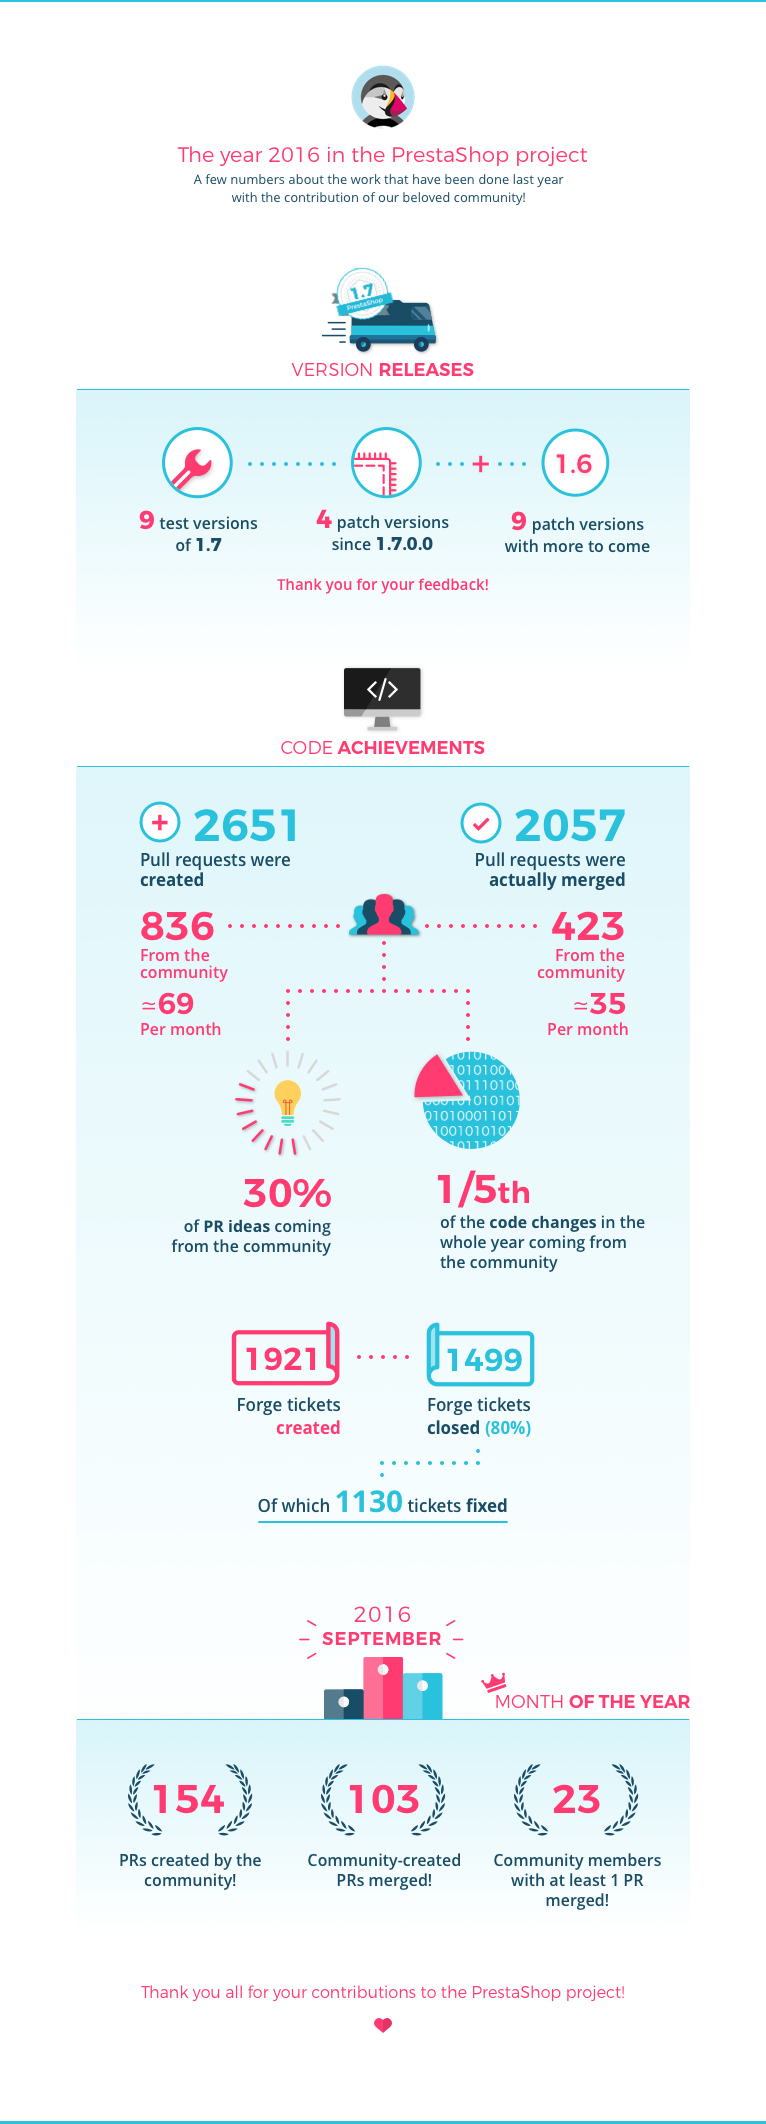 The year 2016 in the PrestaShop project
A few numbers about the work that have been done last year
with the contribution of our beloved community!
1.7
PrestaShop
VERSION RELEASES
1.6
9 test versions
of 1.7
4 patch versions
since 1.7.0.0
+
9 patch versions
with more to come
Thank you for your feedback!
</>
CODE ACHIEVEMENTS
+ 2651
Pull requests were
created
2057
Pull requests were
actually merged
836
From the
community
≃69
Per month
423
From the
community
≃35
Per month
30%
of PR ideas coming
from the community
1/5th
of the code changes in the
whole year coming from
the community
1921
Forge tickets
created
1499
Forge tickets
closed (80%)
Of which 1130 tickets fixed
2016
SEPTEMBER
MONTH OF THE YEAR
154
PRs created by the
community!
103
Community-created
PRs merged!
23
Community members
with at least 1 PR
merged!
Thank you all for your contributions to the PrestaShop project!